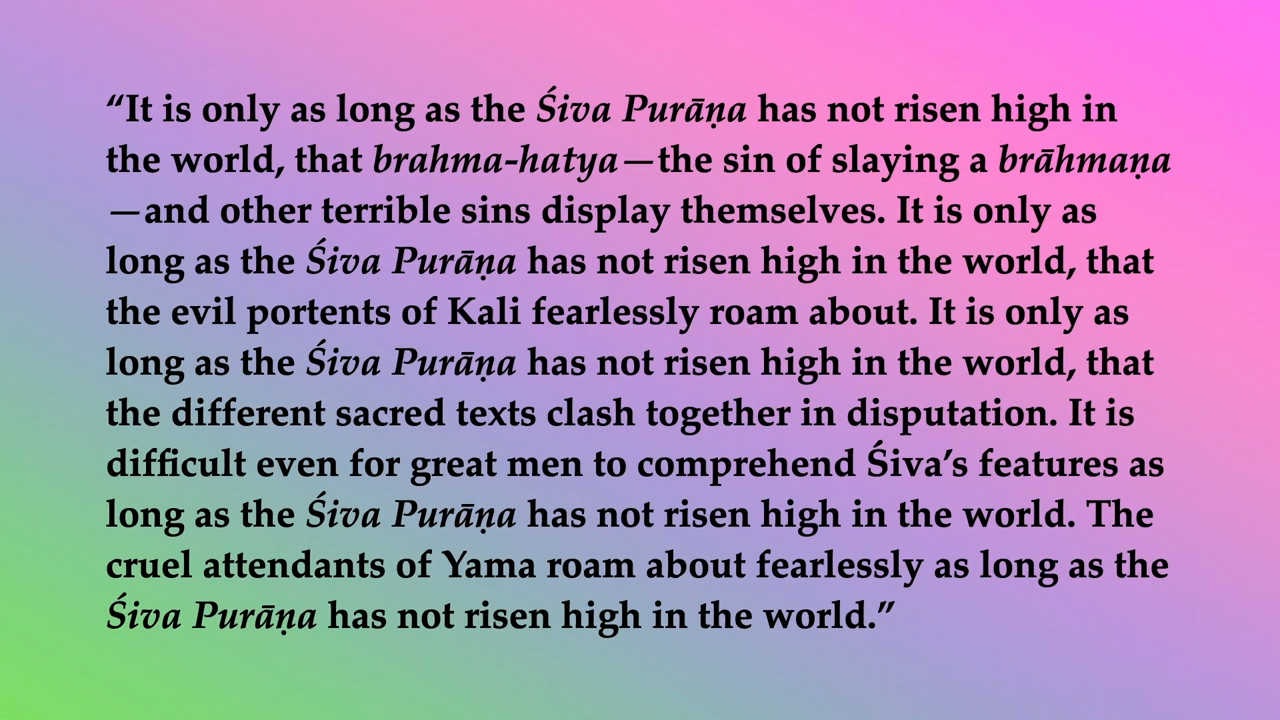 “It is only as long as the Śiva Purāṇa has not risen high in
the world, that brahma-hatya—the sin of slaying a brāhmaṇa
—and other terrible sins display themselves. It is only as
long as the Śiva Purāṇa has not risen high in the world, that
the evil portents of Kali fearlessly roam about. It is only as
long as the Śiva Purāṇa has not risen high in the world, that
the different sacred texts clash together in disputation. It is
difficult even for great men to comprehend Śiva’s features as
long as the Śiva Purāṇa has not risen high in the world. The
cruel attendants of Yama roam about fearlessly as long as the
Śiva Purāṇa has not risen high in the world.”